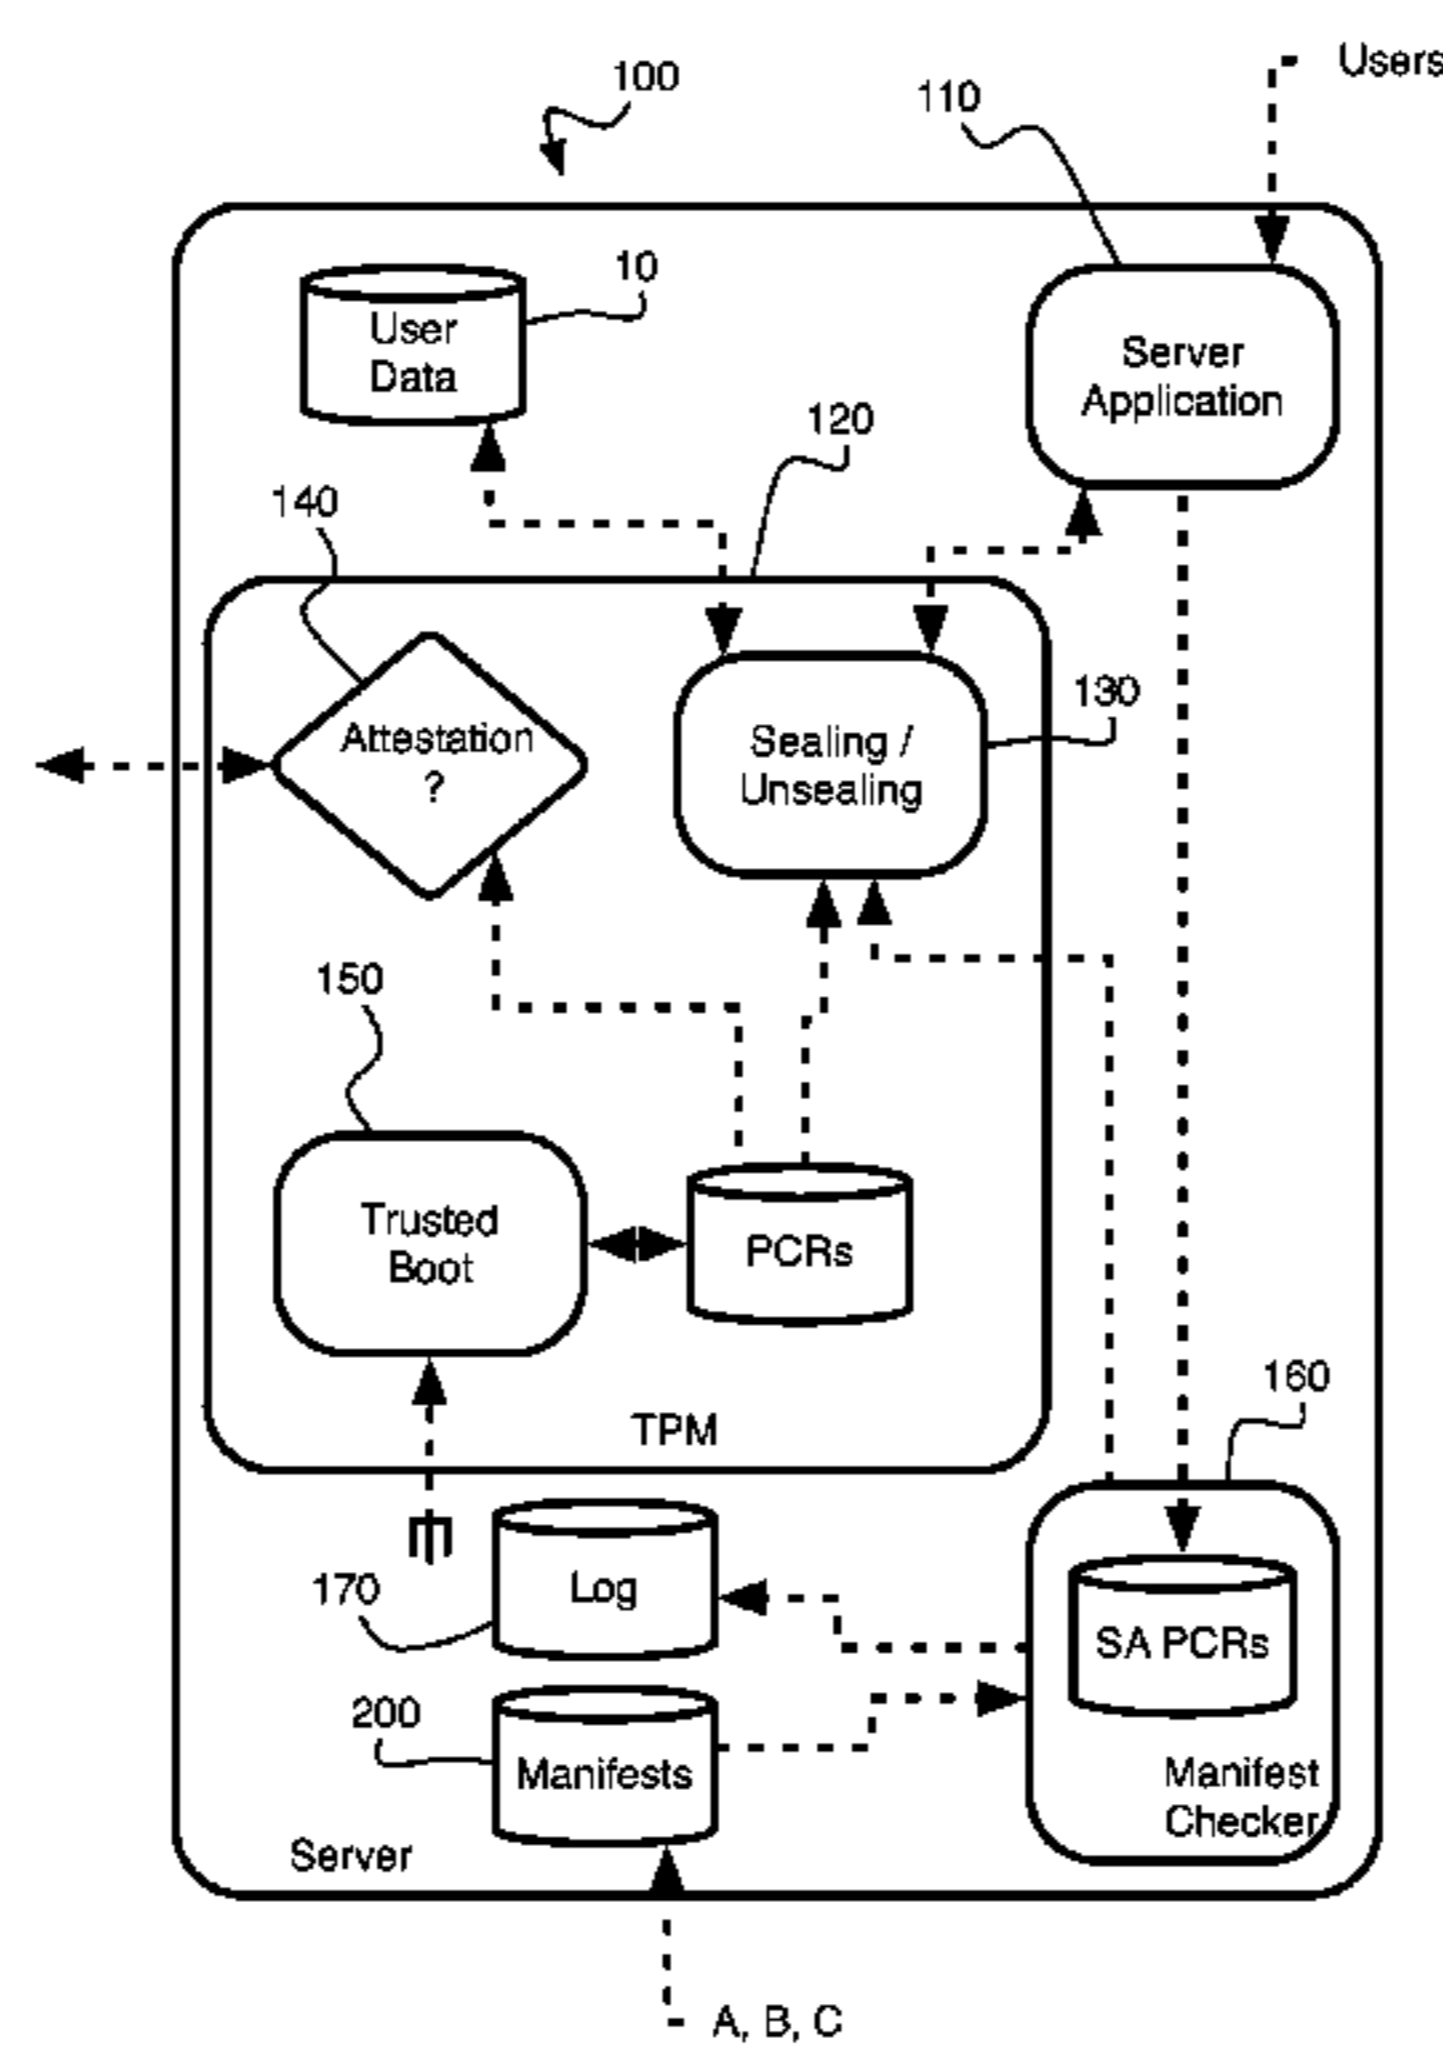 Users
100
110
10
User
Data
Server
Application
120
140
130
Attestation
?
Sealing /
Unsealing
150
Trusted
Boot
PCRs
160
TPM
170
Log
SA PCRs
200
Manifests
Manifest
Checker
Server
A, B, C